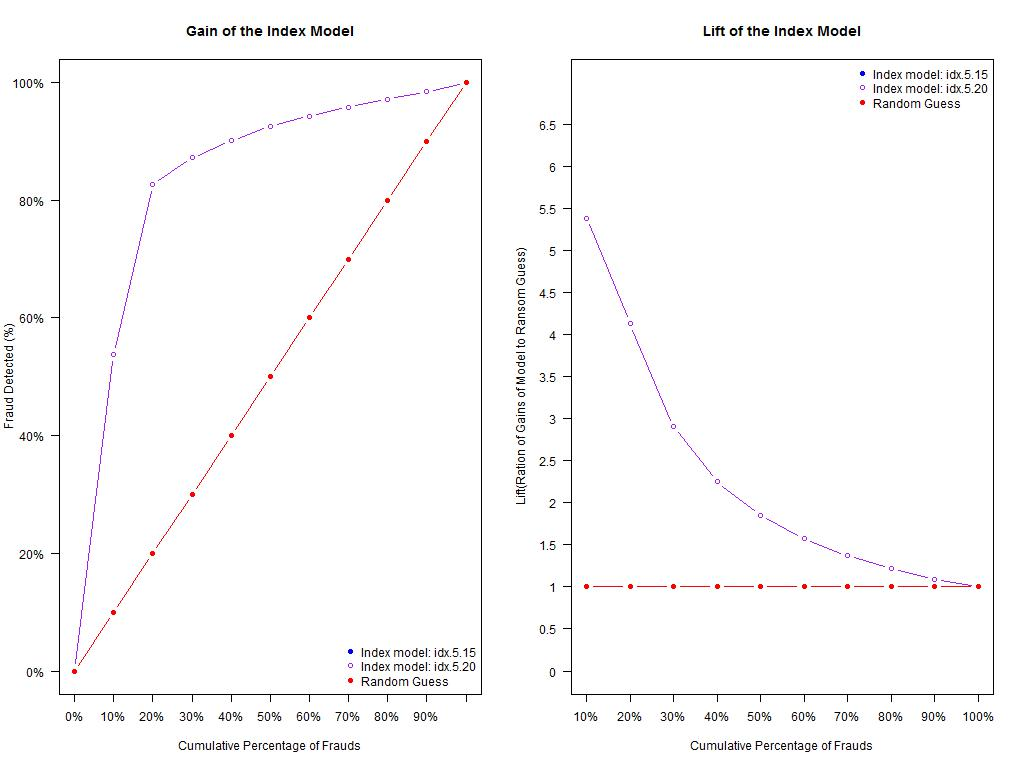 Gain of the Index Model
100%
80%
60%
40%
20%
0%
Fraud Detected (%)
Index model: idx.5.15
Index model: idx.5.20
Random Guess
0% 10% 20% 30% 40% 50% 60% 70% 80% 90%
Cumulative Percentage of Frauds
Lift of the Index Model
Index model: idx.5.15
Index model: idx.5.20
Random Guess
6.5
6
5.5
5
4.5
4
3.5
3
2.5
2
1.5
1
0.5
0
Lift(Ration of Gains of Model to Ransom Guess)
10% 20% 30% 40% 50% 60% 70% 80% 90% 100%
Cumulative Percentage of Frauds